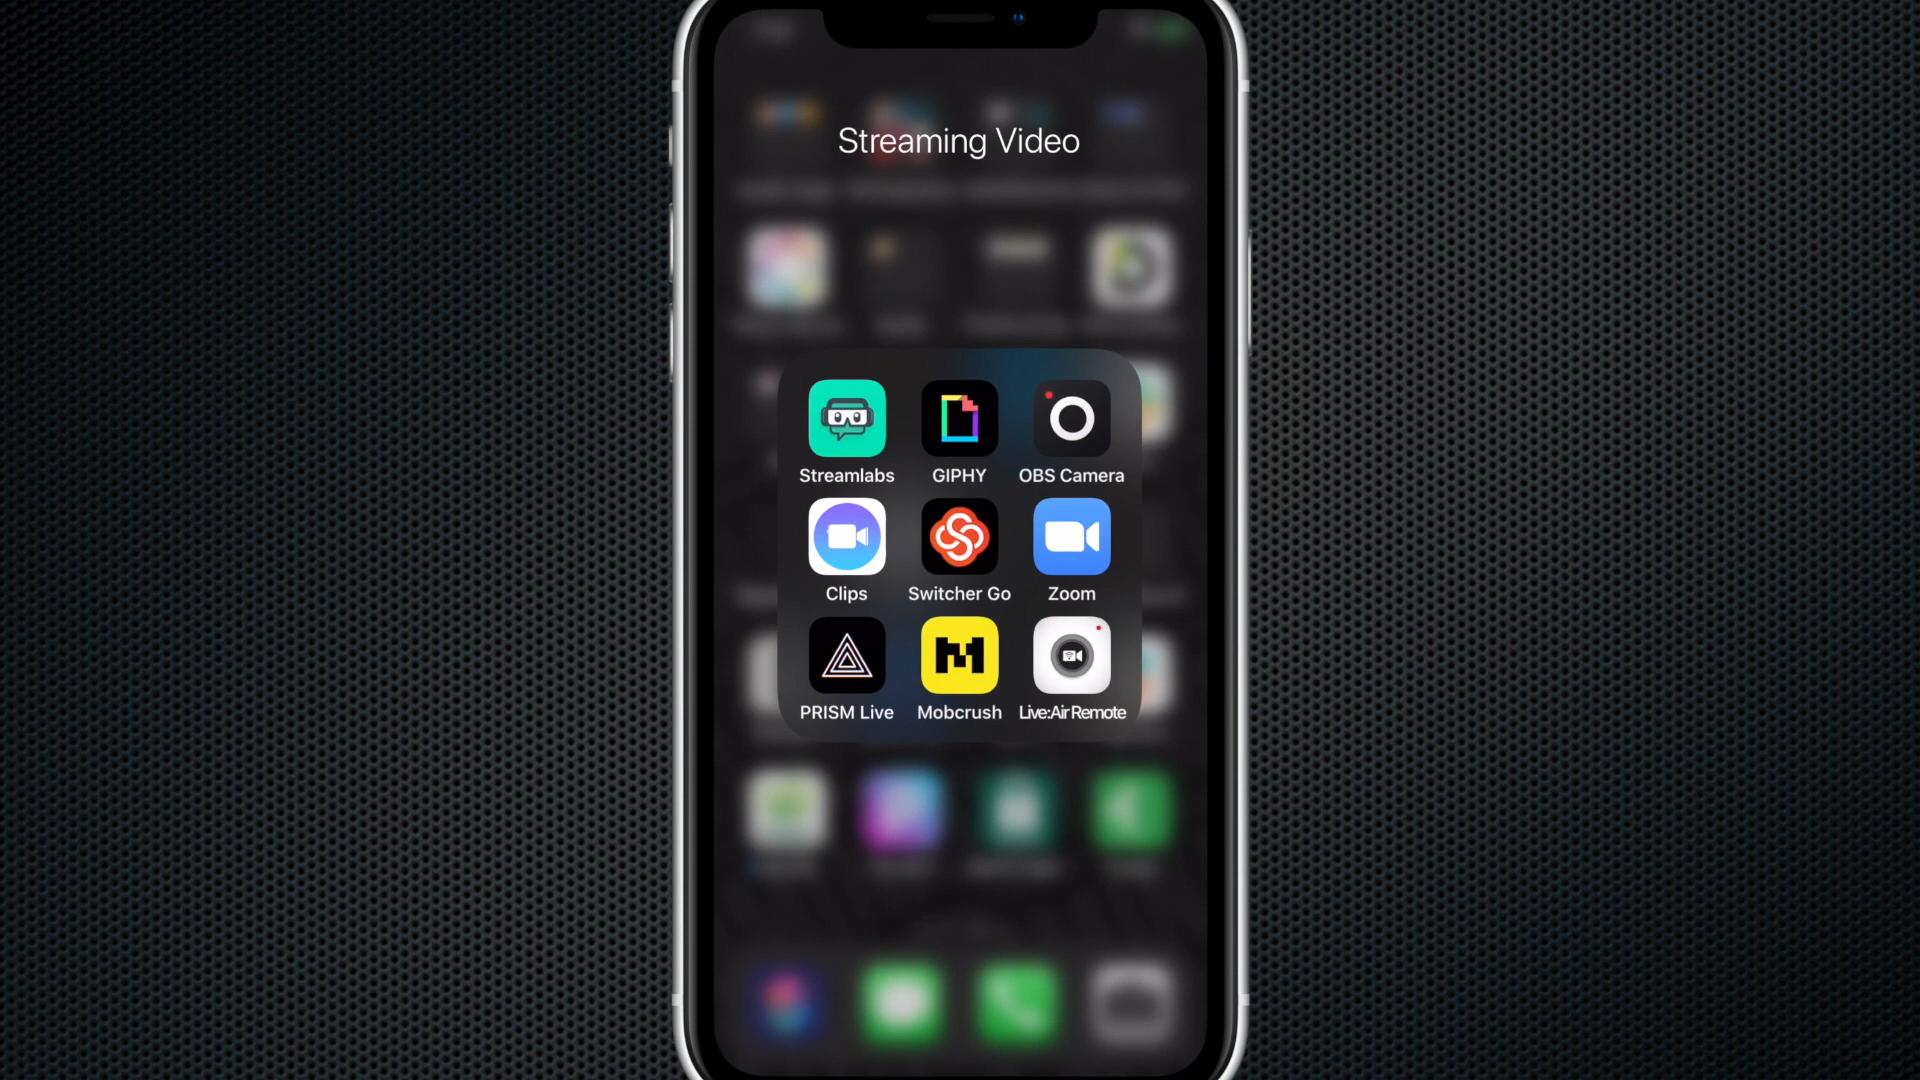 Streaming Video
Streamlabs GIPHY OBS Camera
Clips Switcher Go Zoom
PRISM Live Mobcrush Live:Air Remote